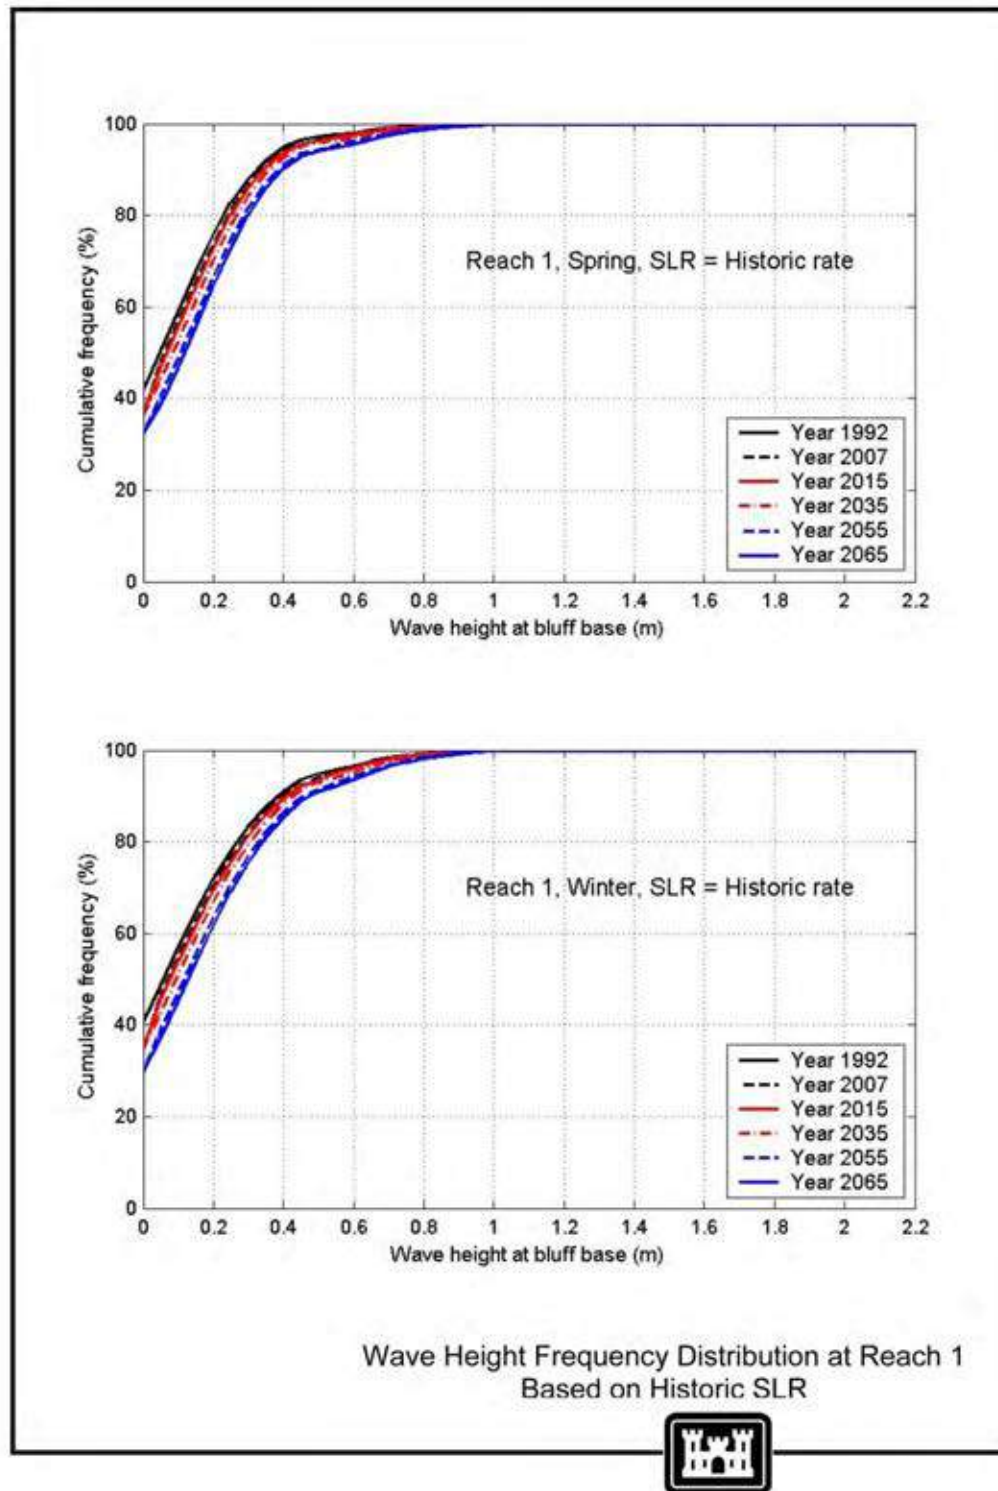 100
80
60
40
20
0
Cumulative frequency (%)
Reach 1, Spring, SLR = Historic rate
Year 1992
Year 2007
Year 2015
Year 2035
Year 2055
Year 2065
0 0.2 0.4 0.6 0.8 1 1.2 1.4 1.6 1.8 2 2.2
Wave height at bluff base (m)
100
80
60
40
20
0
Cumulative frequency (%)
Reach 1, Winter, SLR = Historic rate
Year 1992
Year 2007
Year 2015
Year 2035
Year 2055
Year 2065
0 0.2 0.4 0.6 0.8 1 1.2 1.4 1.6 1.8 2 2.2
Wave height at bluff base (m)
Wave Height Frequency Distribution at Reach 1
Based on Historic SLR